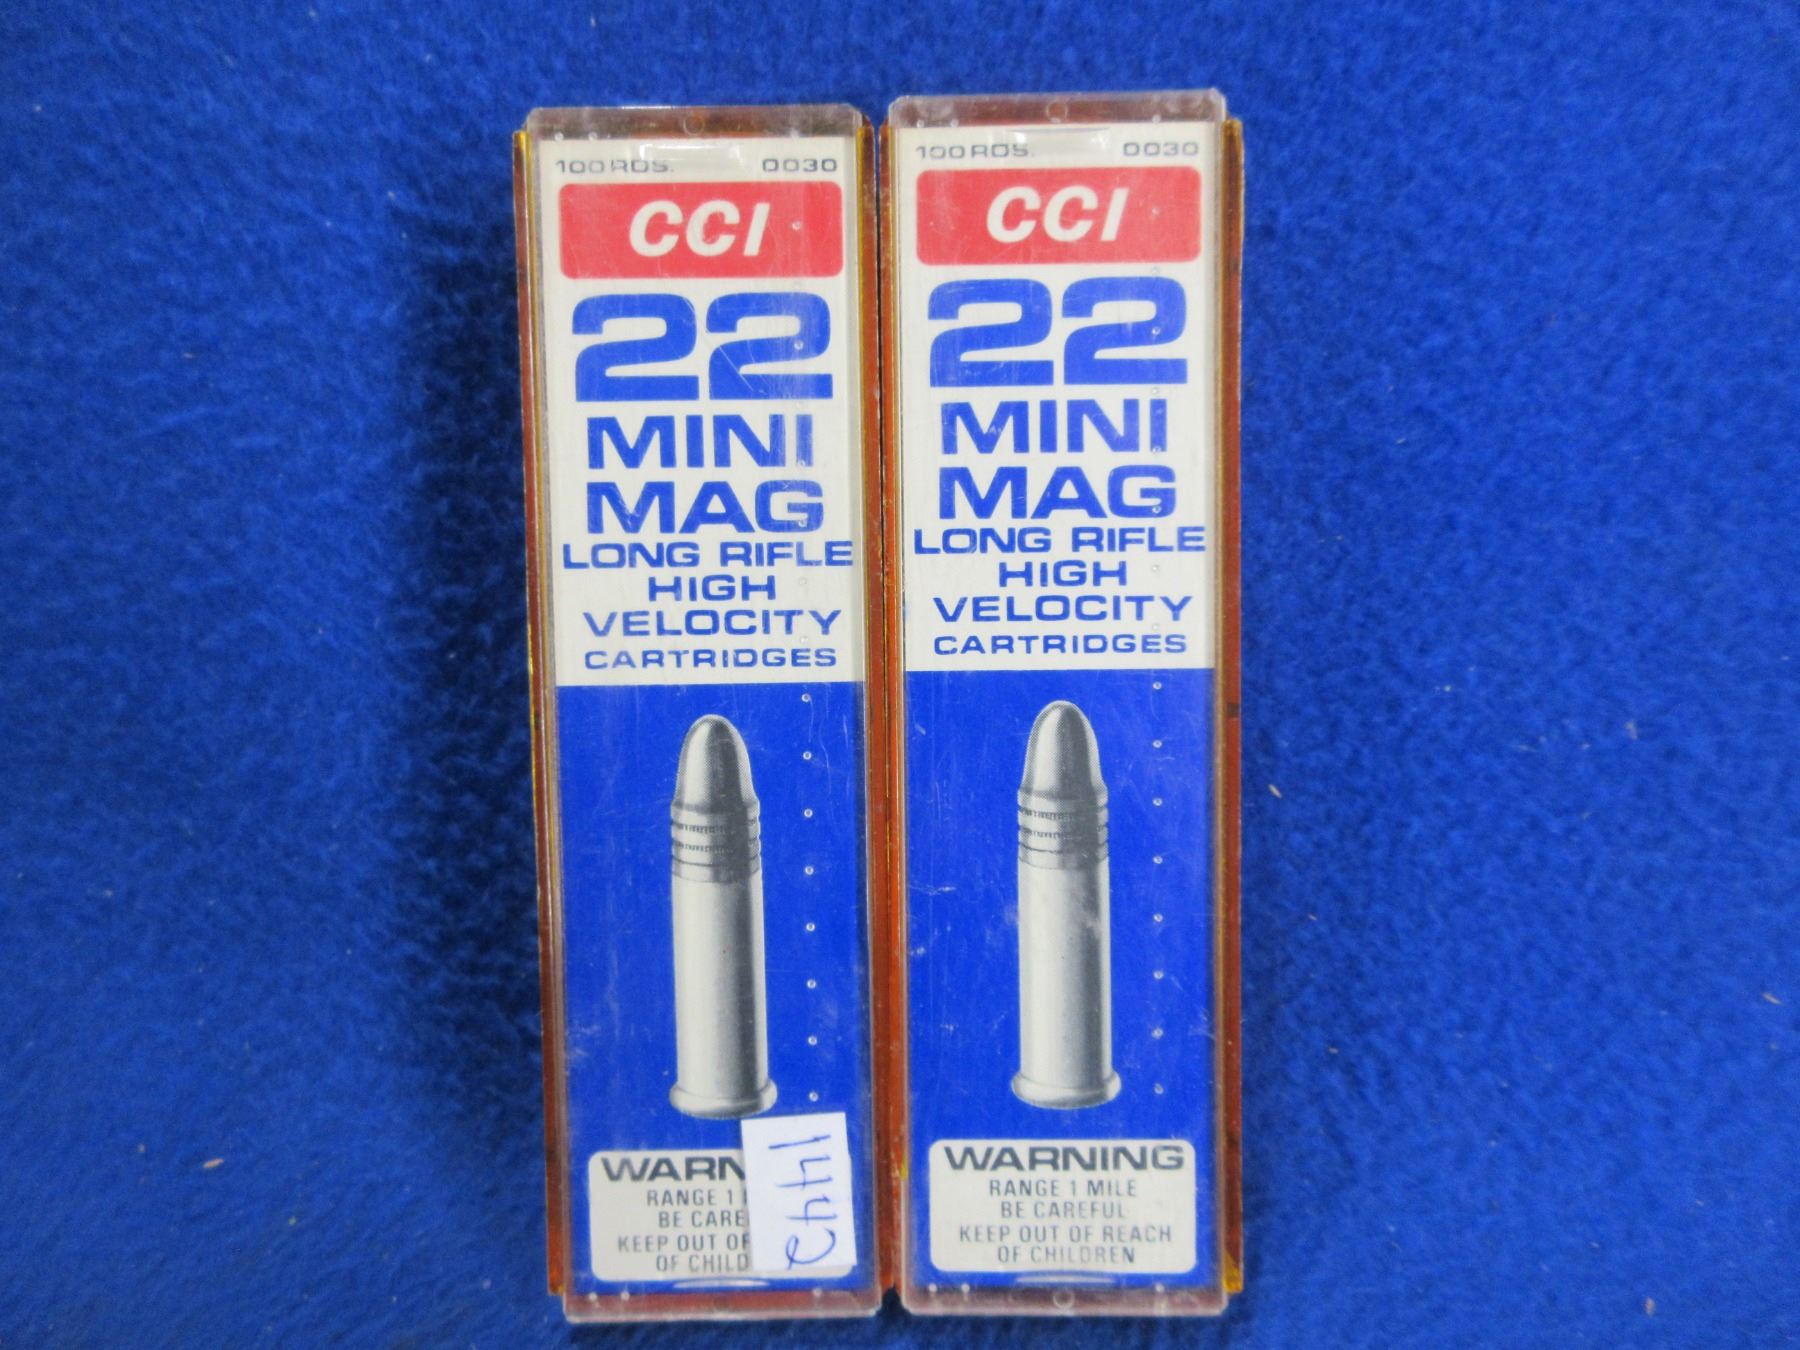 100 RDS. 0030
CCI
22
MINI
MAG
LONG RIFLE
HIGH
VELOCITY
CARTRIDGES
WARN
RANGE 1
BE CARE
KEEP OUT OF
OF CHILD
1442
100 RDS. 0030
CCI
22
MINI
MAG
LONG RIFLE
HIGH
VELOCITY
CARTRIDGES
WARNING
RANGE 1 MILE
BE CAREFUL
KEEP OUT OF REACH
OF CHILDREN